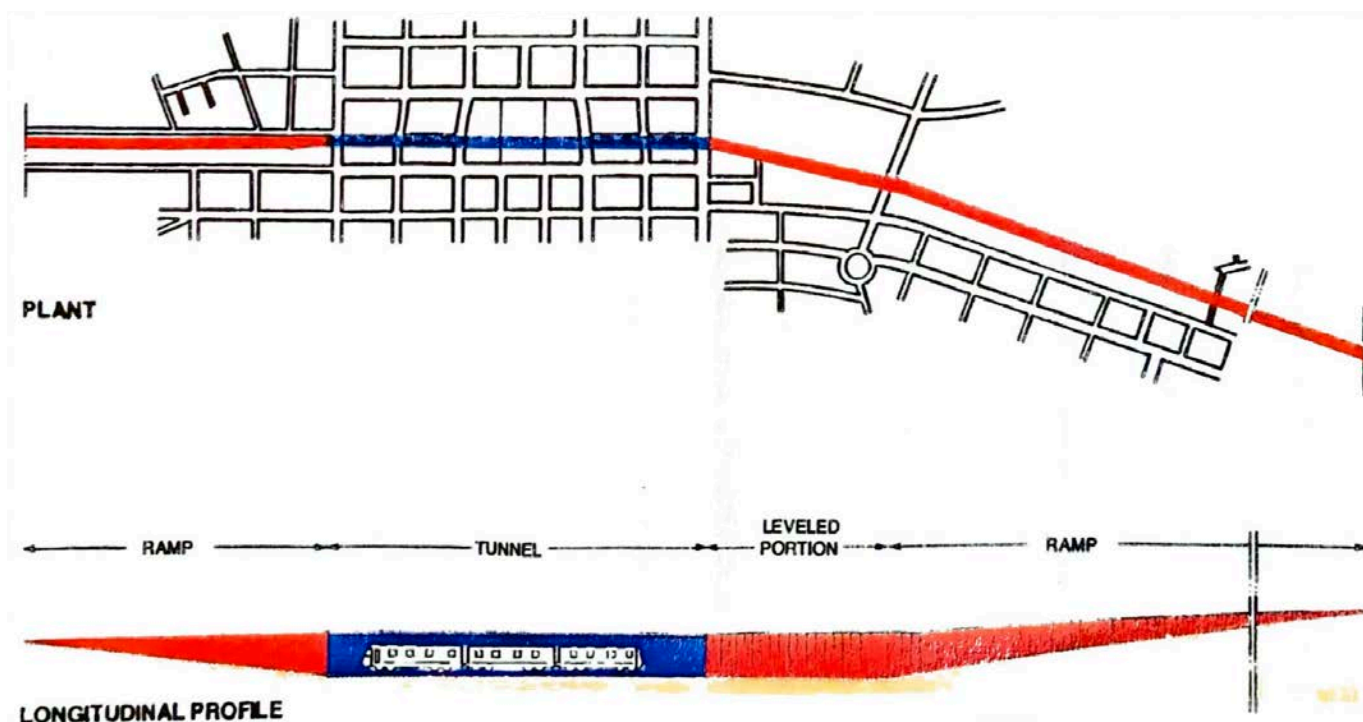 PLANT
RAMP
TUNNEL
LEVELED
PORTION
RAMP
LONGITUDINAL PROFILE